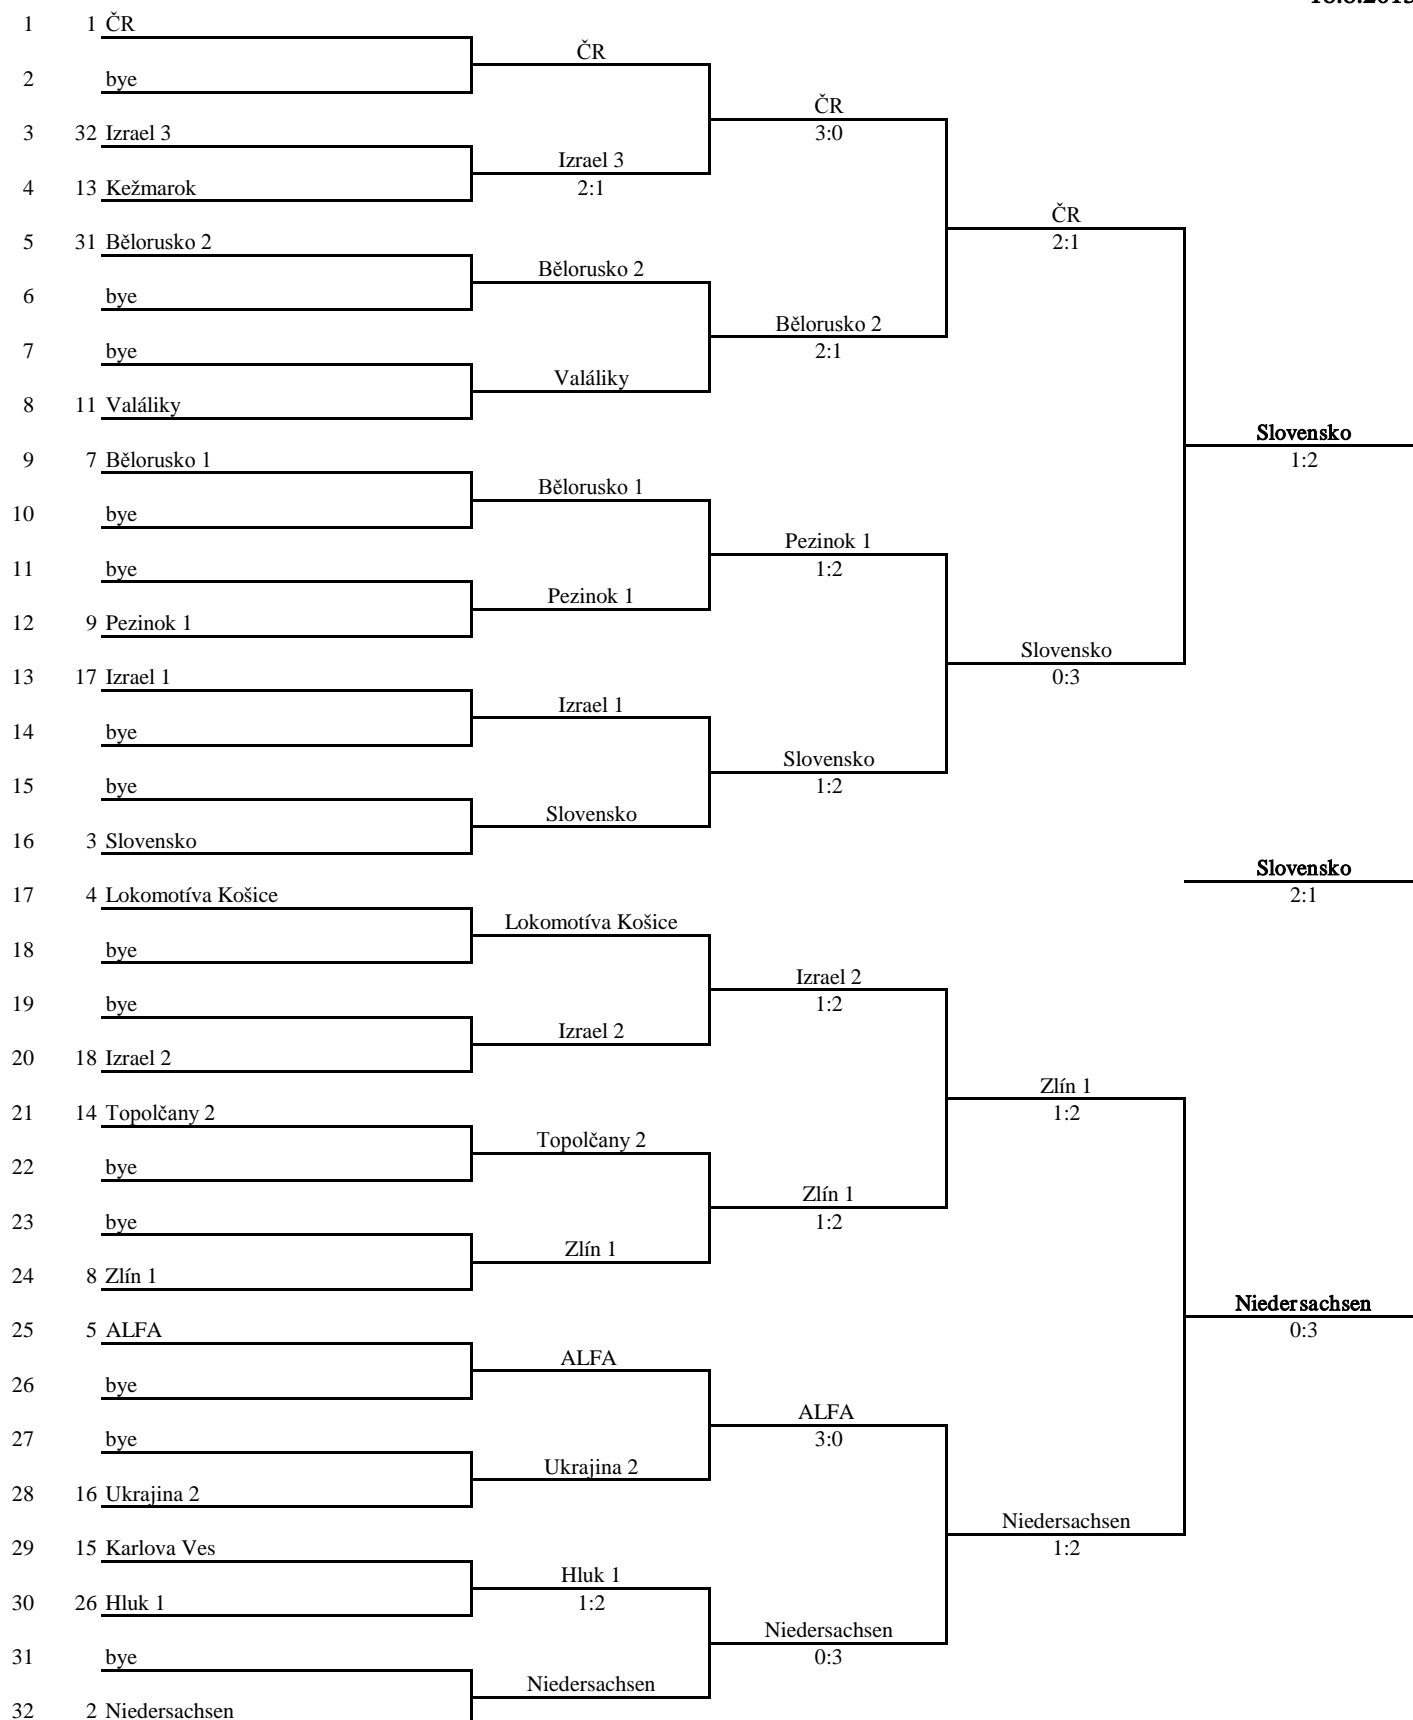 1 1 ČR
ČR
2 bye
ČR
3 32 Izrael 3
3:0
Izrael 3
4 13 Kežmarok
2:1
ČR
5 31 Bělorusko 2
2:1
Bělorusko 2
6 bye
Bělorusko 2
7 bye
2:1
Valáliky
8 11 Valáliky
Slovensko
9 7 Bělorusko 1
1:2
Bělorusko 1
10 bye
Pezinok 1
11 bye
1:2
Pezinok 1
12 9 Pezinok 1
Slovensko
13 17 Izrael 1
0:3
Izrael 1
14 bye
Slovensko
15 bye
1:2
Slovensko
16 3 Slovensko
Slovensko
17 4 Lokomotíva Košice
2:1
Lokomotíva Košice
18 bye
Izrael 2
19 bye
1:2
Izrael 2
20 18 Izrael 2
Zlín 1
21 14 Topolčany 2
1:2
Topolčany 2
22 bye
Zlín 1
23 bye
1:2
Zlín 1
24 8 Zlín 1
Niedersachsen
25 5 ALFA
0:3
ALFA
26 bye
ALFA
27 bye
3:0
Ukrajina 2
28 16 Ukrajina 2
Niedersachsen
29 15 Karlova Ves
1:2
Hluk 1
30 26 Hluk 1
1:2
Niedersachsen
31 bye
0:3
Niedersachsen
32 2 Niedersachsen